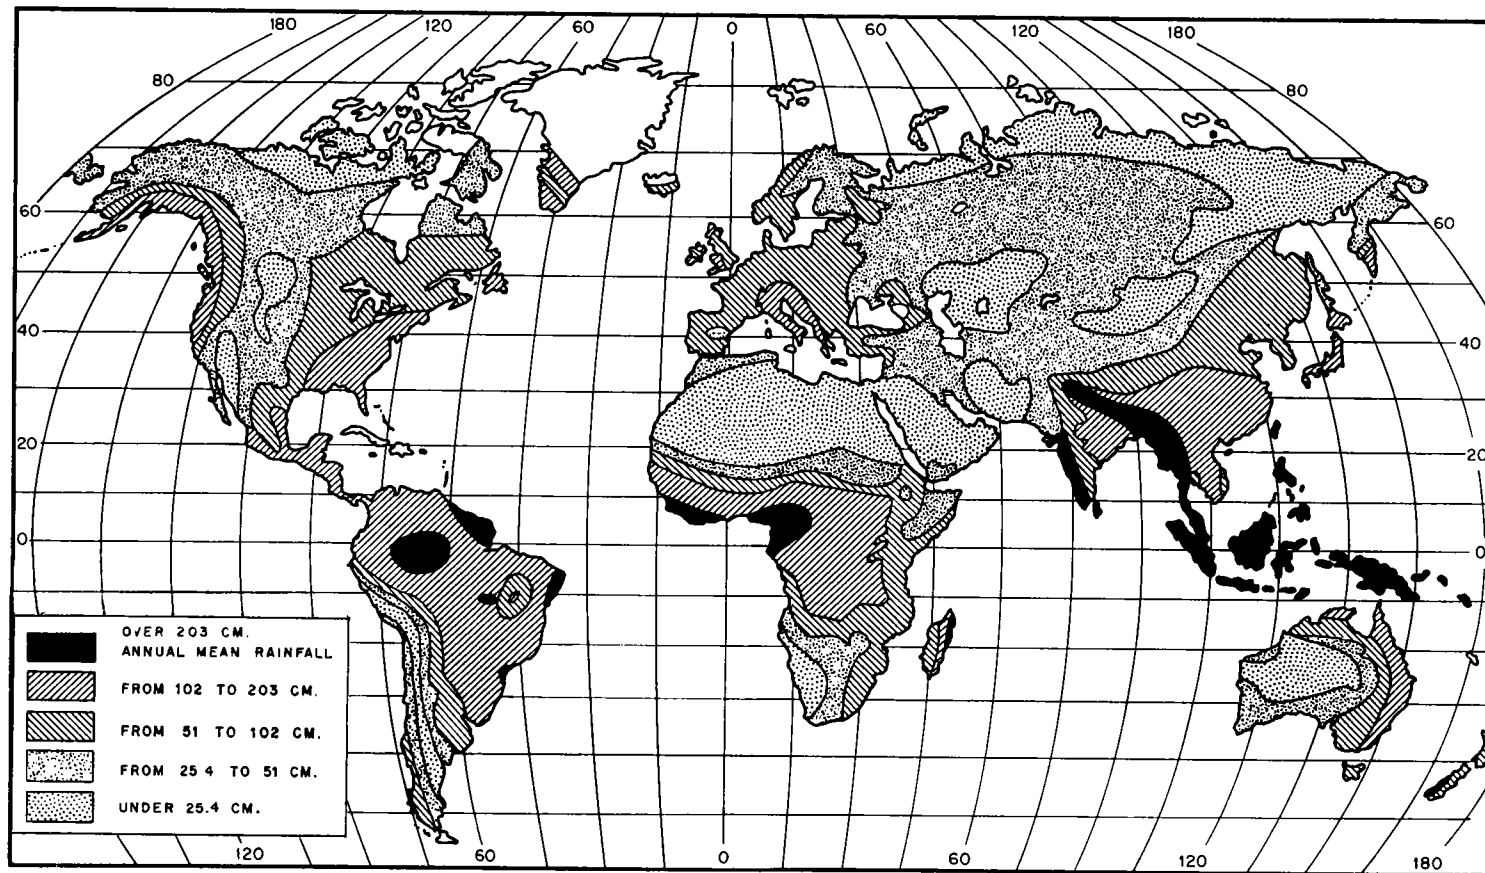 180 120 60 0 60 120 180
80 80
60 60
40 40
20 20
0 0
OVER 203 CM.
ANNUAL MEAN RAINFALL
FROM 102 TO 203 CM.
FROM 51 TO 102 CM.
FROM 25 4 TO 51 CM.
UNDER 25.4 CM.
120 60 0 60 120 180